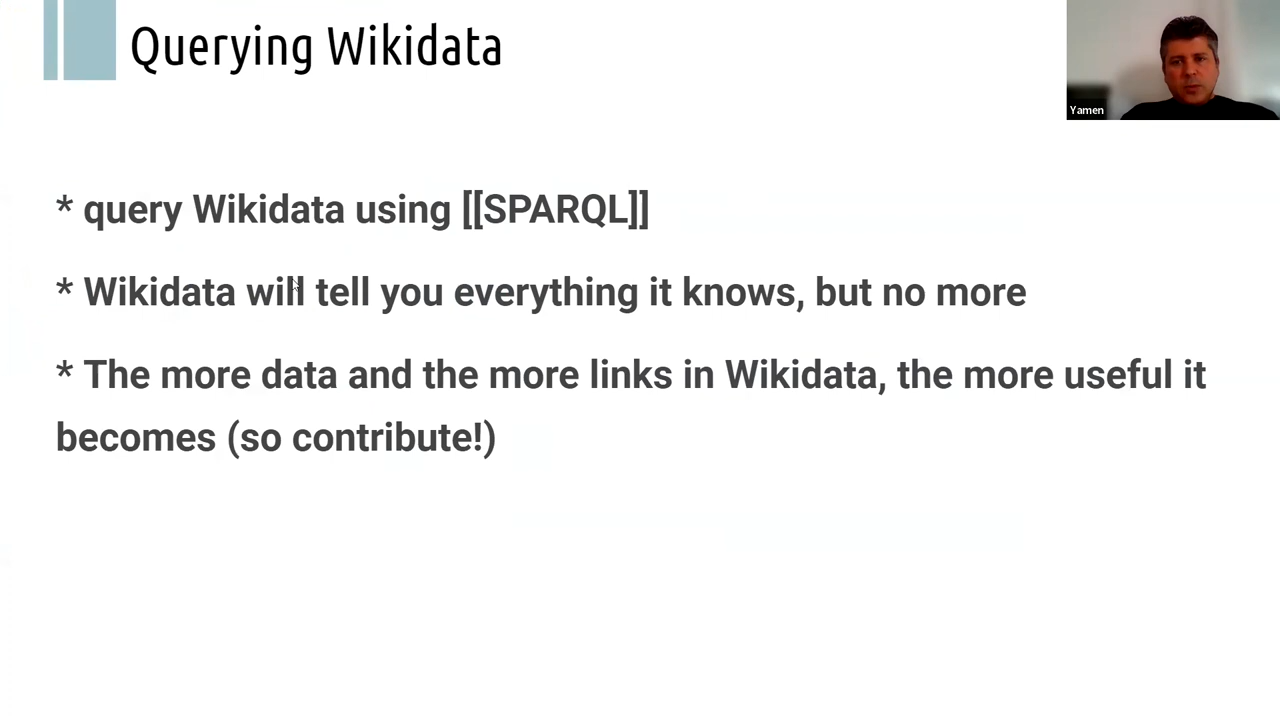 Querying Wikidata
Yamen
* query Wikidata using [[SPARQL]]
* Wikidata will tell you everything it knows, but no more
* The more data and the more links in Wikidata, the more useful it
becomes (so contribute!)